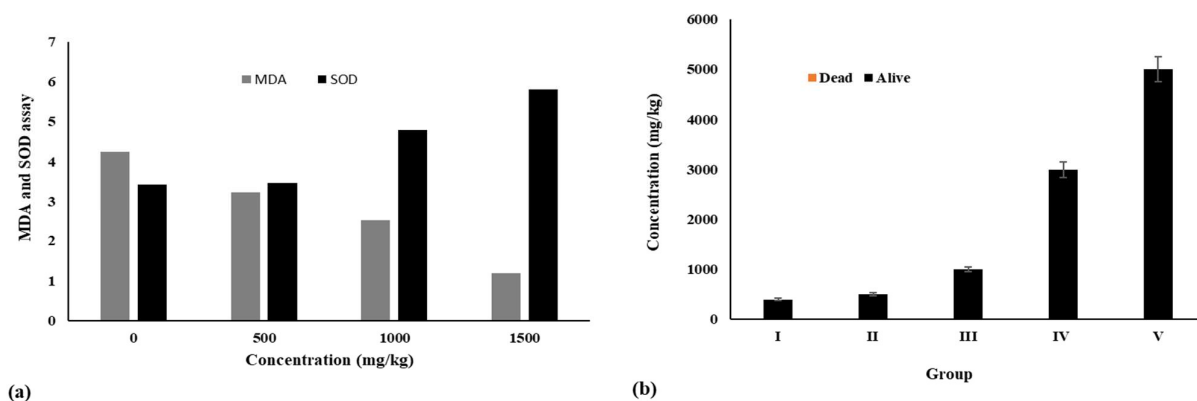 7
6
5
4
3
2
1
0
MDA and SOD assay
MDA SOD
0 500 1000 1500
Concentration (mg/kg)
(a)
6000
5000
4000
3000
2000
1000
0
Concentration (mg/kg)
Dead Alive
I II III IV V
Group
(b)